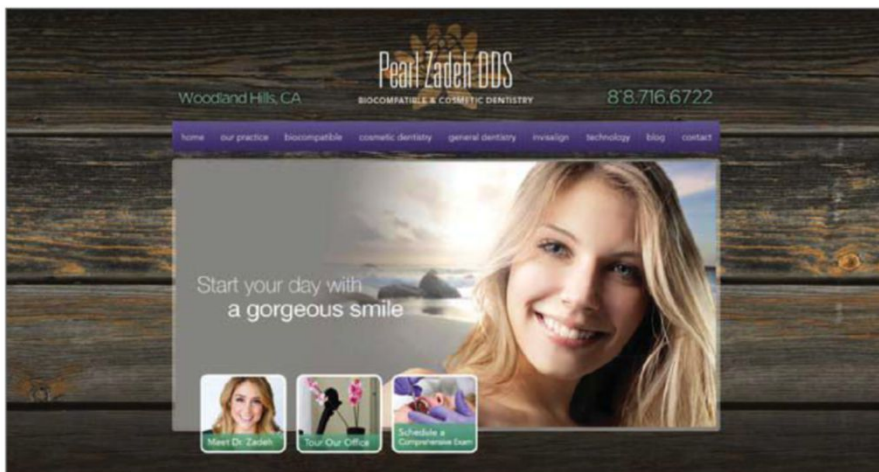 Pearl Zadeh DDS
BIOCOMPATIBLE & COSMETIC DENTISTRY
Woodland Hills, CA
8'8.716.6722
home our practice biocompatible cosmetic dentistry general dentistry invisalign technology blog contact
Start your day with
a gorgeous smile
Meet Dr. Zadeh
Tour Our Office
Schedule a
Comprehensive Exam